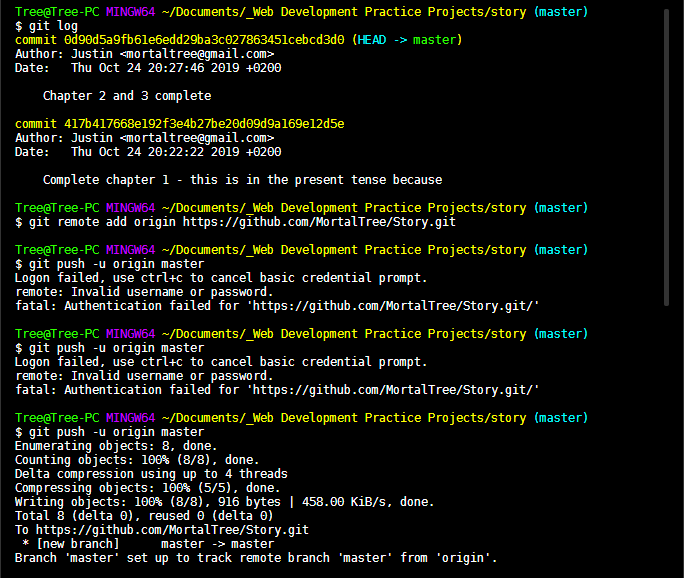 Tree@Tree-PC MINGW64 ~/Documents/_Web Development Practice Projects/story (master)
$ git log
commit 0d90d5a9fb61e6edd29ba3c027863451cebcd3d0 (HEAD -> master)
Author: Justin <mortaltree@gmail.com>
Date:   Thu Oct 24 20:27:46 2019 +0200

    Chapter 2 and 3 complete

commit 417b417668e192f3e4b27be20d09d9a169e12d5e
Author: Justin <mortaltree@gmail.com>
Date:   Thu Oct 24 20:22:22 2019 +0200

    Complete chapter 1 - this is in the present tense because

Tree@Tree-PC MINGW64 ~/Documents/_Web Development Practice Projects/story (master)
$ git remote add origin https://github.com/MortalTree/Story.git

Tree@Tree-PC MINGW64 ~/Documents/_Web Development Practice Projects/story (master)
$ git push -u origin master
Logon failed, use ctrl+c to cancel basic credential prompt.
remote: Invalid username or password.
fatal: Authentication failed for 'https://github.com/MortalTree/Story.git/'

Tree@Tree-PC MINGW64 ~/Documents/_Web Development Practice Projects/story (master)
$ git push -u origin master
Logon failed, use ctrl+c to cancel basic credential prompt.
remote: Invalid username or password.
fatal: Authentication failed for 'https://github.com/MortalTree/Story.git/'

Tree@Tree-PC MINGW64 ~/Documents/_Web Development Practice Projects/story (master)
$ git push -u origin master
Enumerating objects: 8, done.
Counting objects: 100% (8/8), done.
Delta compression using up to 4 threads
Compressing objects: 100% (5/5), done.
Writing objects: 100% (8/8), 916 bytes | 458.00 KiB/s, done.
Total 8 (delta 0), reused 0 (delta 0)
To https://github.com/MortalTree/Story.git
 * [new branch]      master -> master
Branch 'master' set up to track remote branch 'master' from 'origin'.